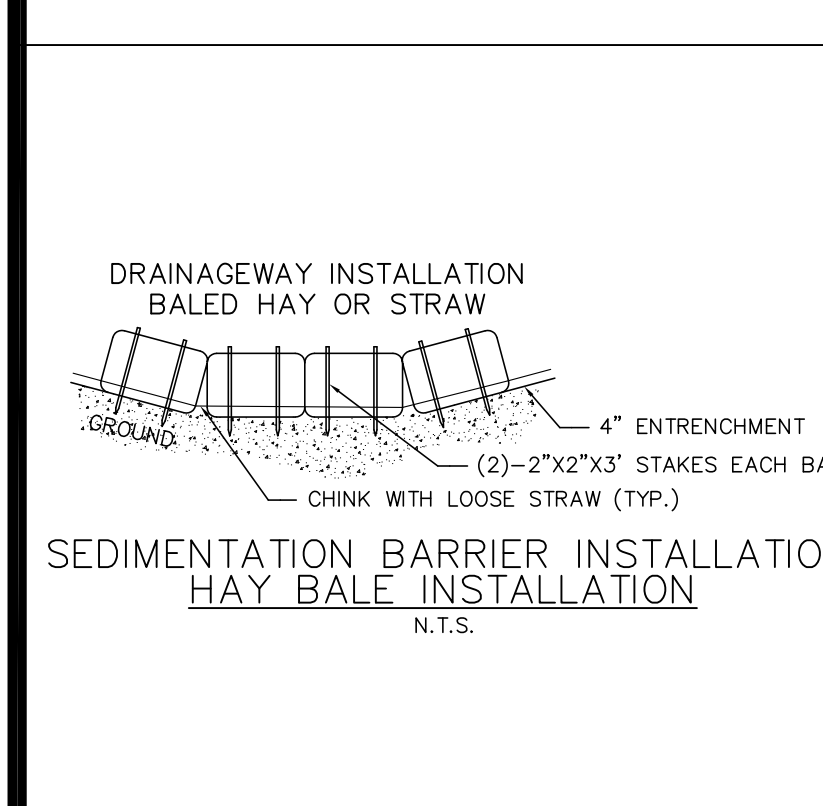 DRAINAGEWAY INSTALLATION
BALED HAY OR STRAW
GROUND
4" ENTRENCHMENT
(2)-2"X2"X3' STAKES EACH
CHINK WITH LOOSE STRAW (TYP.)
SEDIMENTATION BARRIER
HAY BALE INSTALLATION
N.T.S.